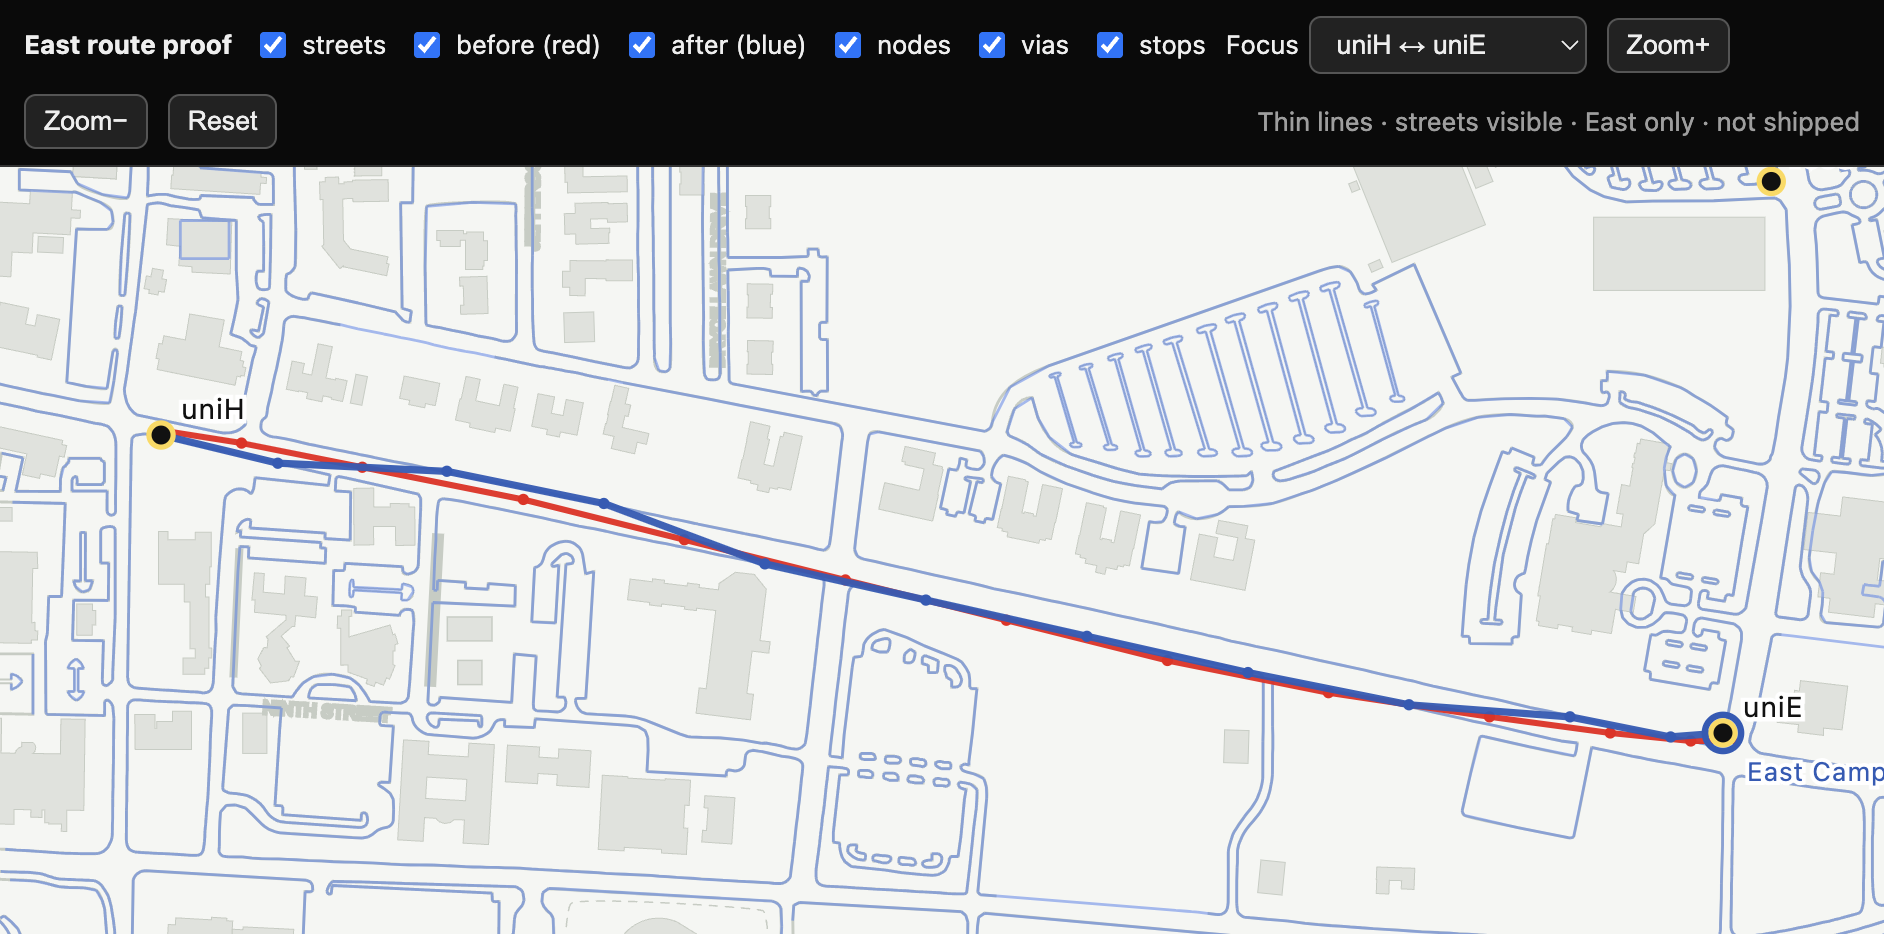 East route proof streets before (red) after (blue) nodes vias stops Focus uniH ↔ uniE Zoom+
Zoom− Reset Thin lines · streets visible · East only · not shipped
uniH
uniE
East Camp
NINTH STREET